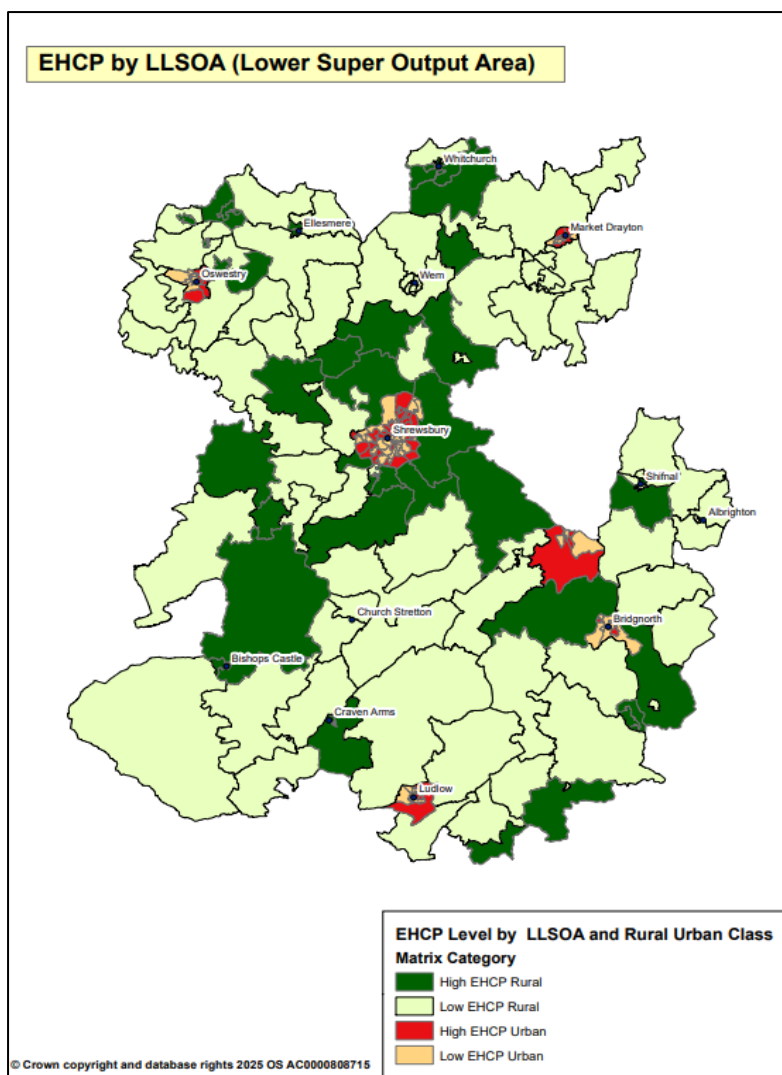 EHCP by LLSOA (Lower Super Output Area)
Whitchurch
Ellesmere
Market Drayton
Oswestry
Wem
Shrewsbury
Shifnal
Albrighton
Church Stretton
Bridgnorth
Bishops Castle
Craven Arms
Ludlow
EHCP Level by LLSOA and Rural Urban Class
Matrix Category
High EHCP Rural
Low EHCP Rural
High EHCP Urban
Low EHCP Urban
© Crown copyright and database rights 2025 OS AC0000808715